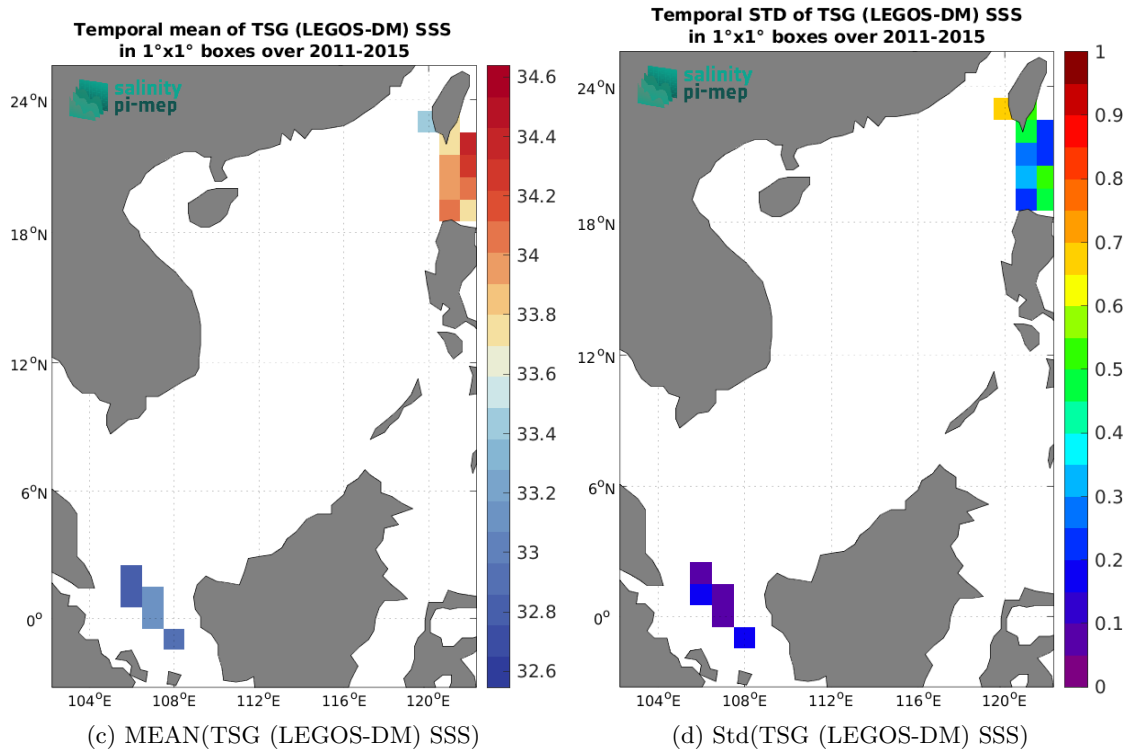 Temporal mean of TSG (LEGOS-DM) SSS
in 1°x1° boxes over 2011-2015
salinity
pi-mep
24°N
18°N
12°N
6°N
0°
104°E
108°E
112°E
116°E
120°E
34.6
34.4
34.2
34
33.8
33.6
33.4
33.2
33
32.8
32.6
(c) MEAN(TSG (LEGOS-DM) SSS)
Temporal STD of TSG (LEGOS-DM) SSS
in 1°x1° boxes over 2011-2015
salinity
pi-mep
24°N
18°N
12°N
6°N
0°
104°E
108°E
112°E
116°E
120°E
1
0.9
0.8
0.7
0.6
0.5
0.4
0.3
0.2
0.1
0
(d) Std(TSG (LEGOS-DM) SSS)